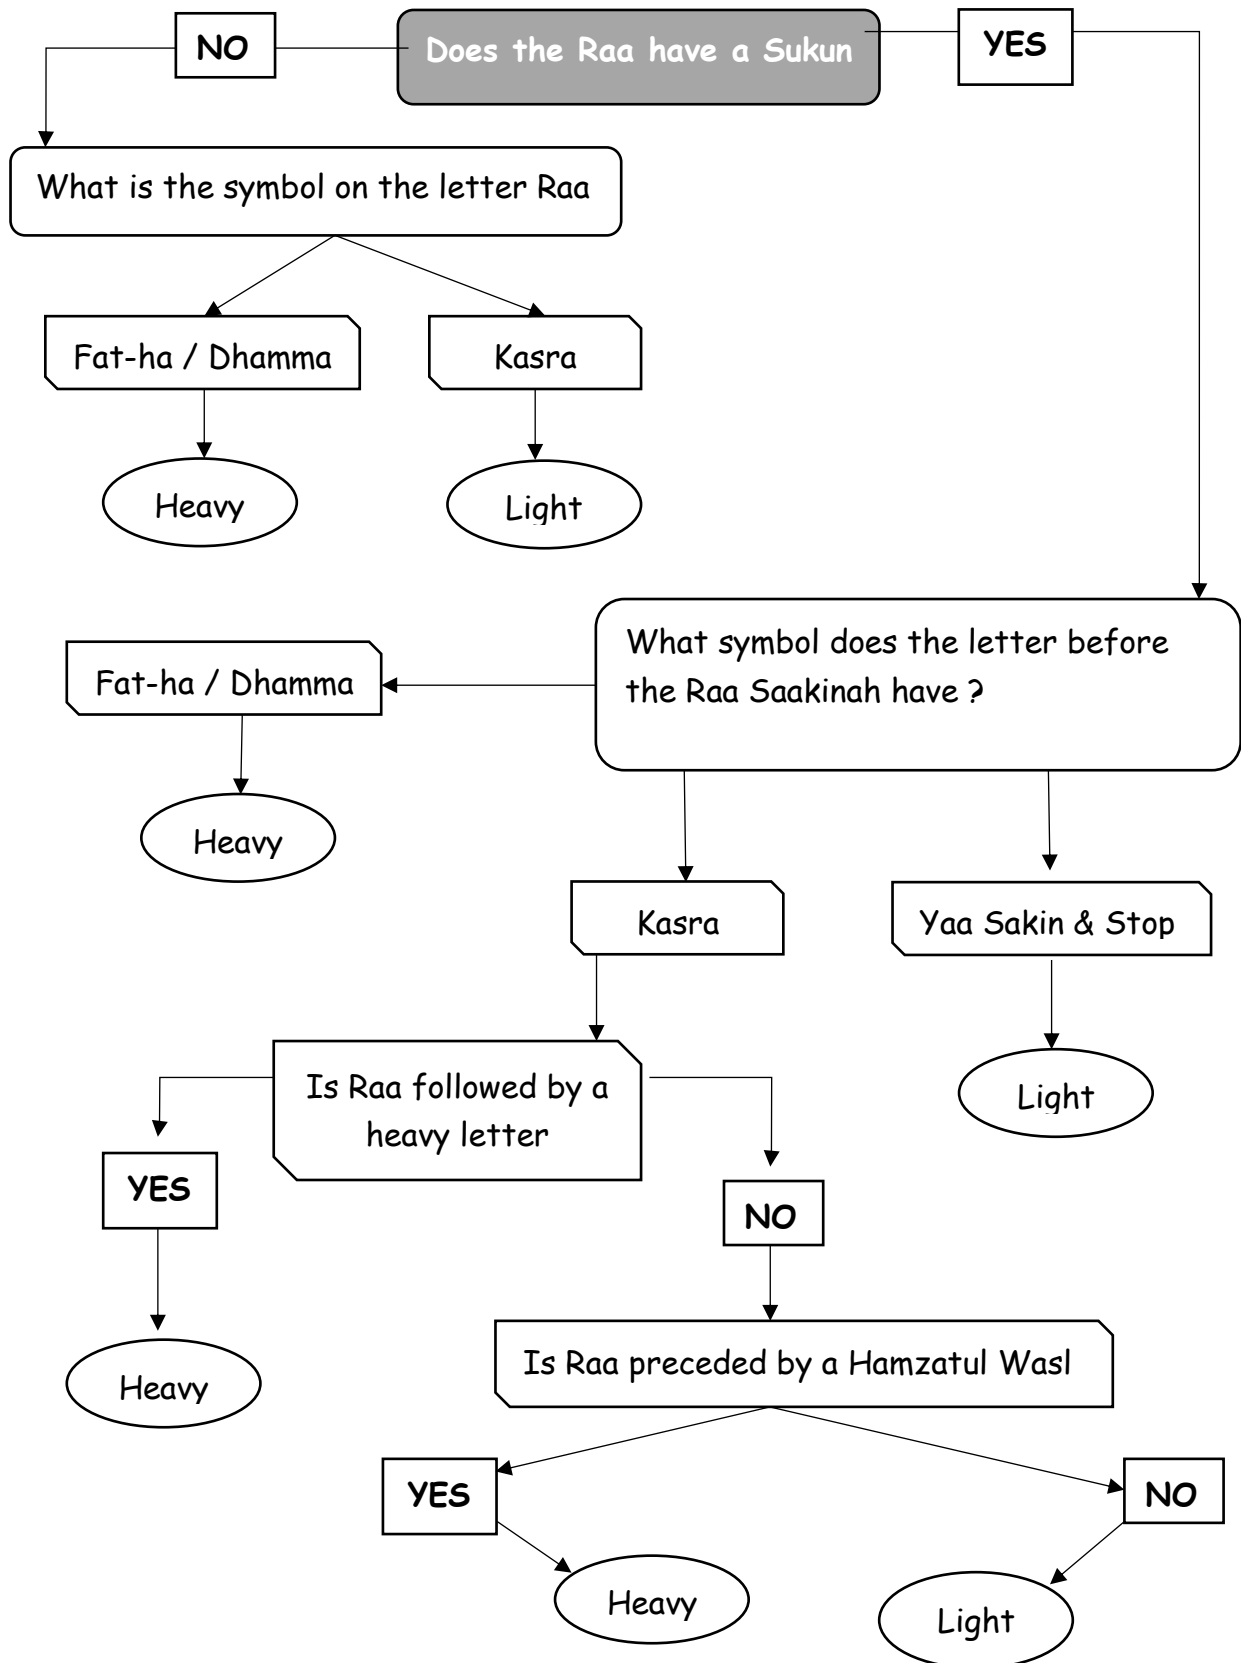 NO
Does the Raa have a Sukun
YES
What is the symbol on the letter Raa
Fat-ha / Dhamma
Kasra
Heavy
Light
What symbol does the letter before
the Raa Saakinah have ?
Fat-ha / Dhamma
Heavy
Kasra
Yaa Sakin & Stop
Is Raa followed by a
heavy letter
Light
YES
NO
Heavy
Is Raa preceded by a Hamzatul Wasl
YES
NO
Heavy
Light